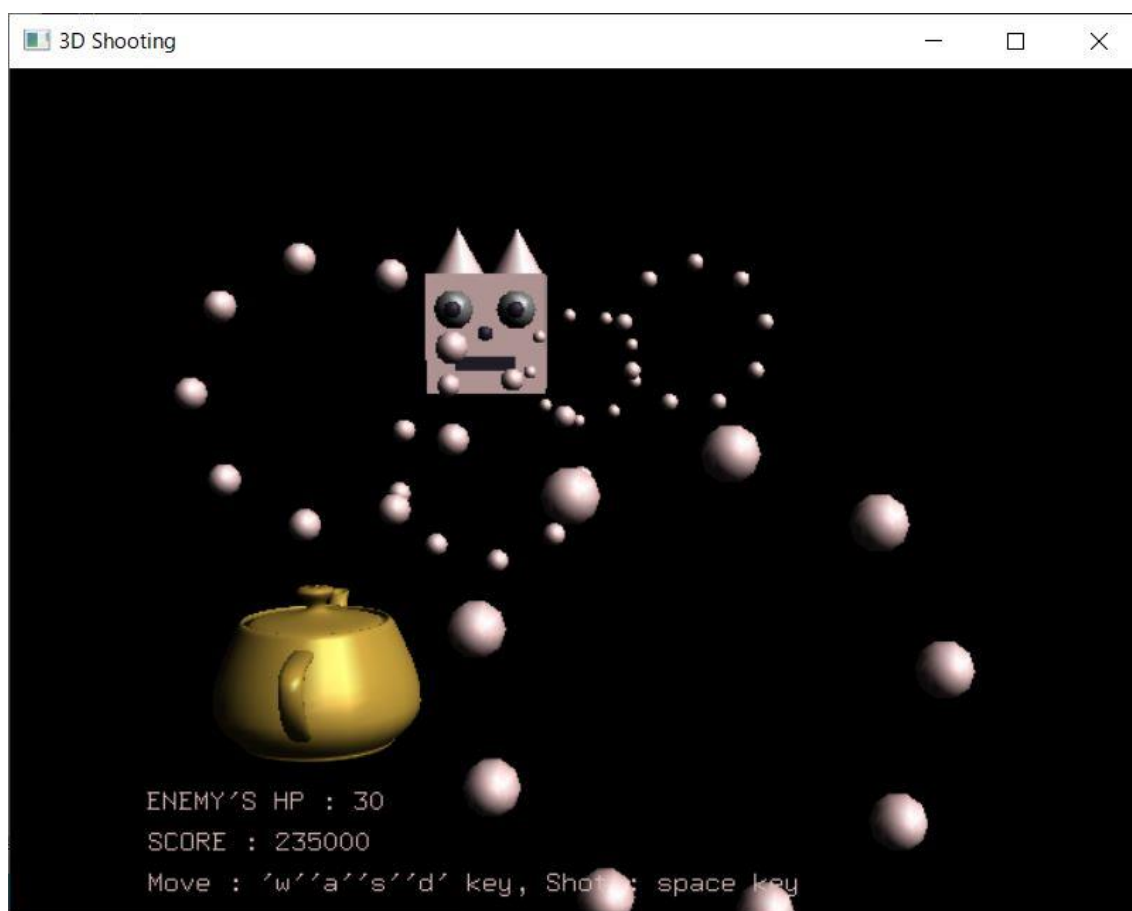 3D Shooting
ENEMY'S HP : 30
SCORE : 235000
Move : 'w''a''s''d' key, Shot : space key